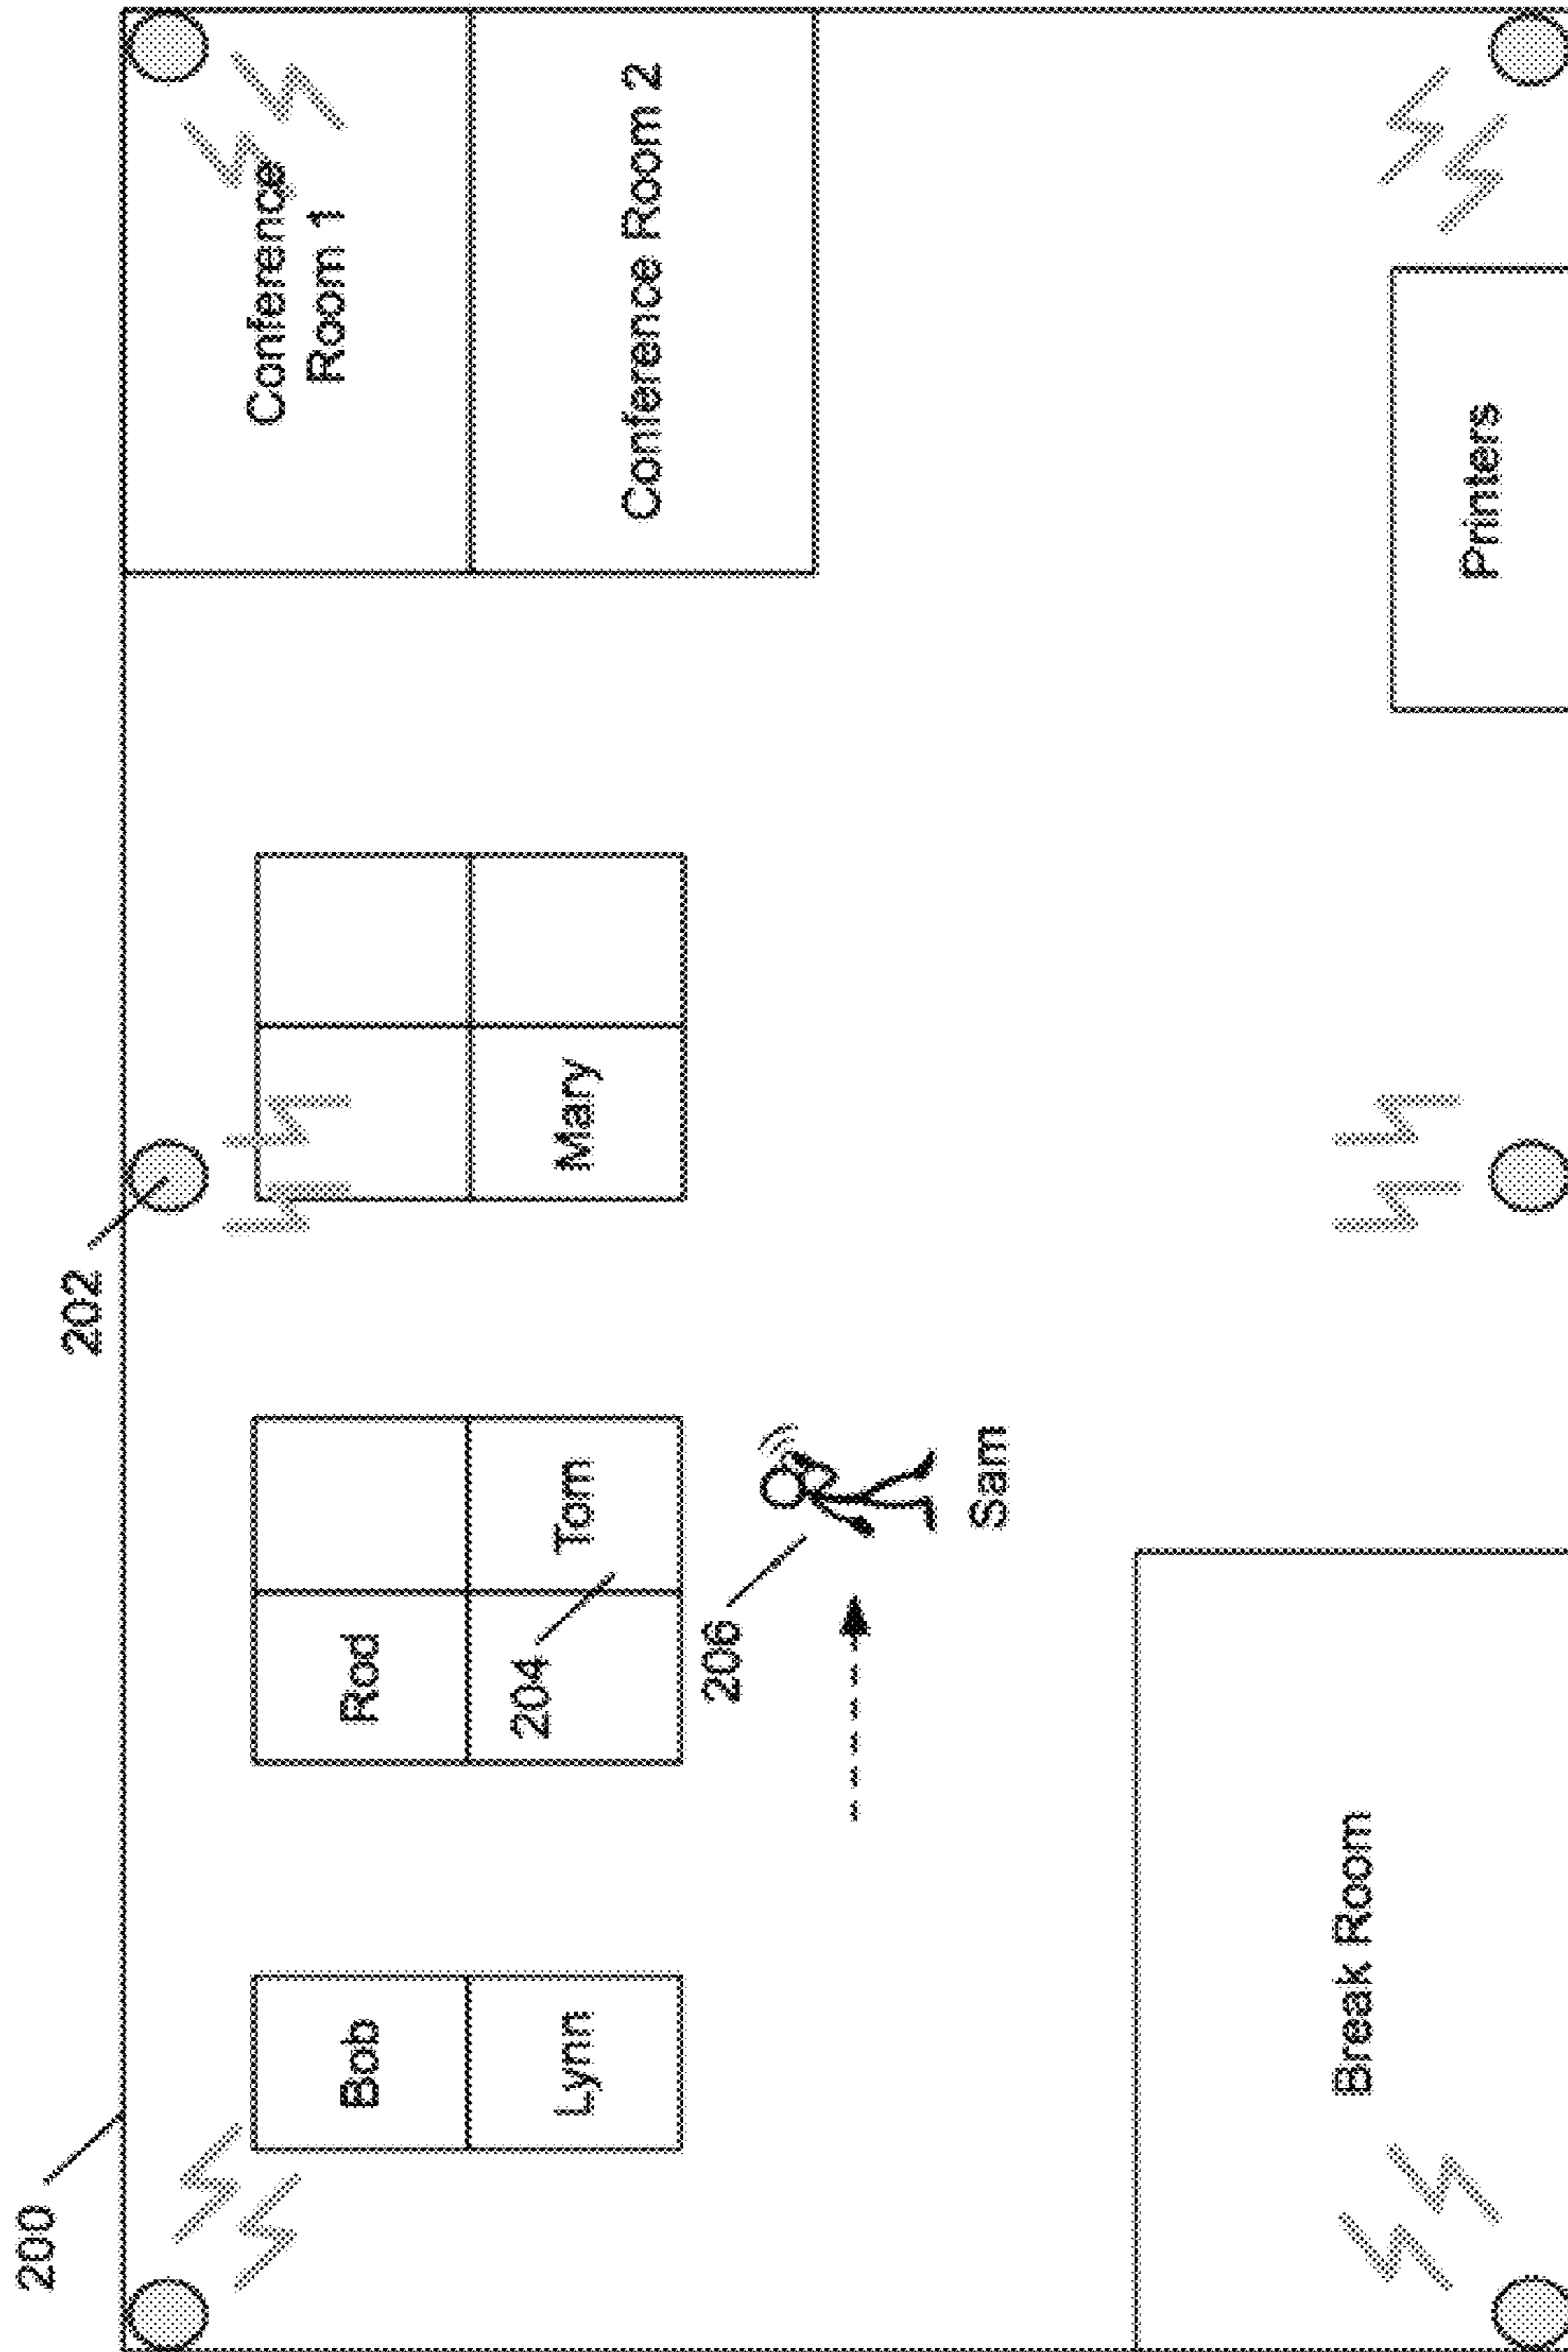 200
202
Conference
Room 1
Bob
Rod
Conference Room 2
204
Lynn
Tom
Mary
206
Sam
Break Room
Printers